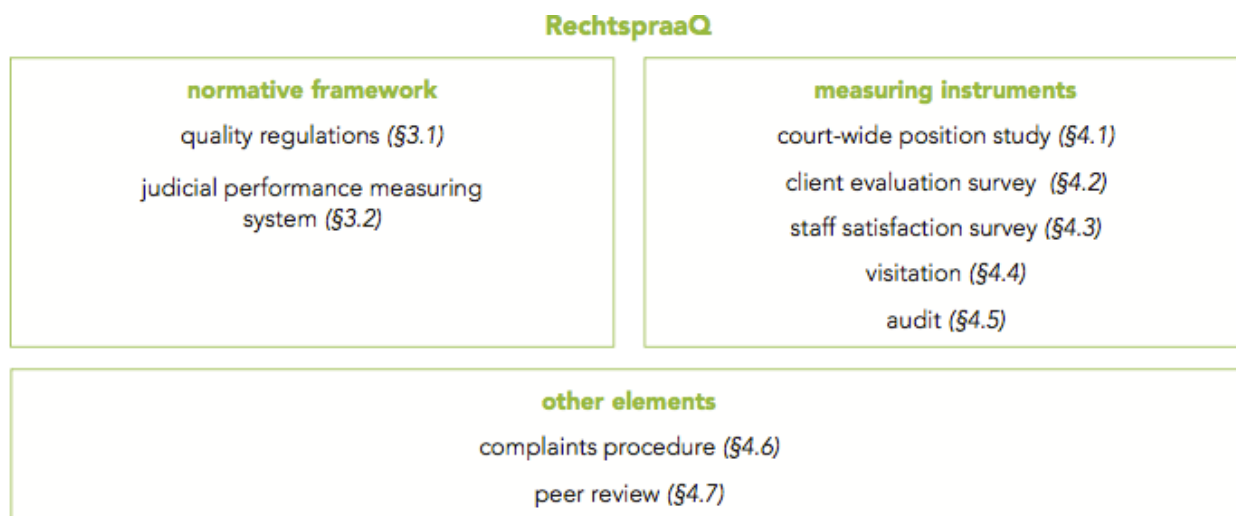 RechtspraaQ
normative framework
quality regulations (§3.1)
judicial performance measuring
system (§3.2)
measuring instruments
court-wide position study (§4.1)
client evaluation survey (§4.2)
staff satisfaction survey (§4.3)
visitation (§4.4)
audit (§4.5)
other elements
complaints procedure (§4.6)
peer review (§4.7)